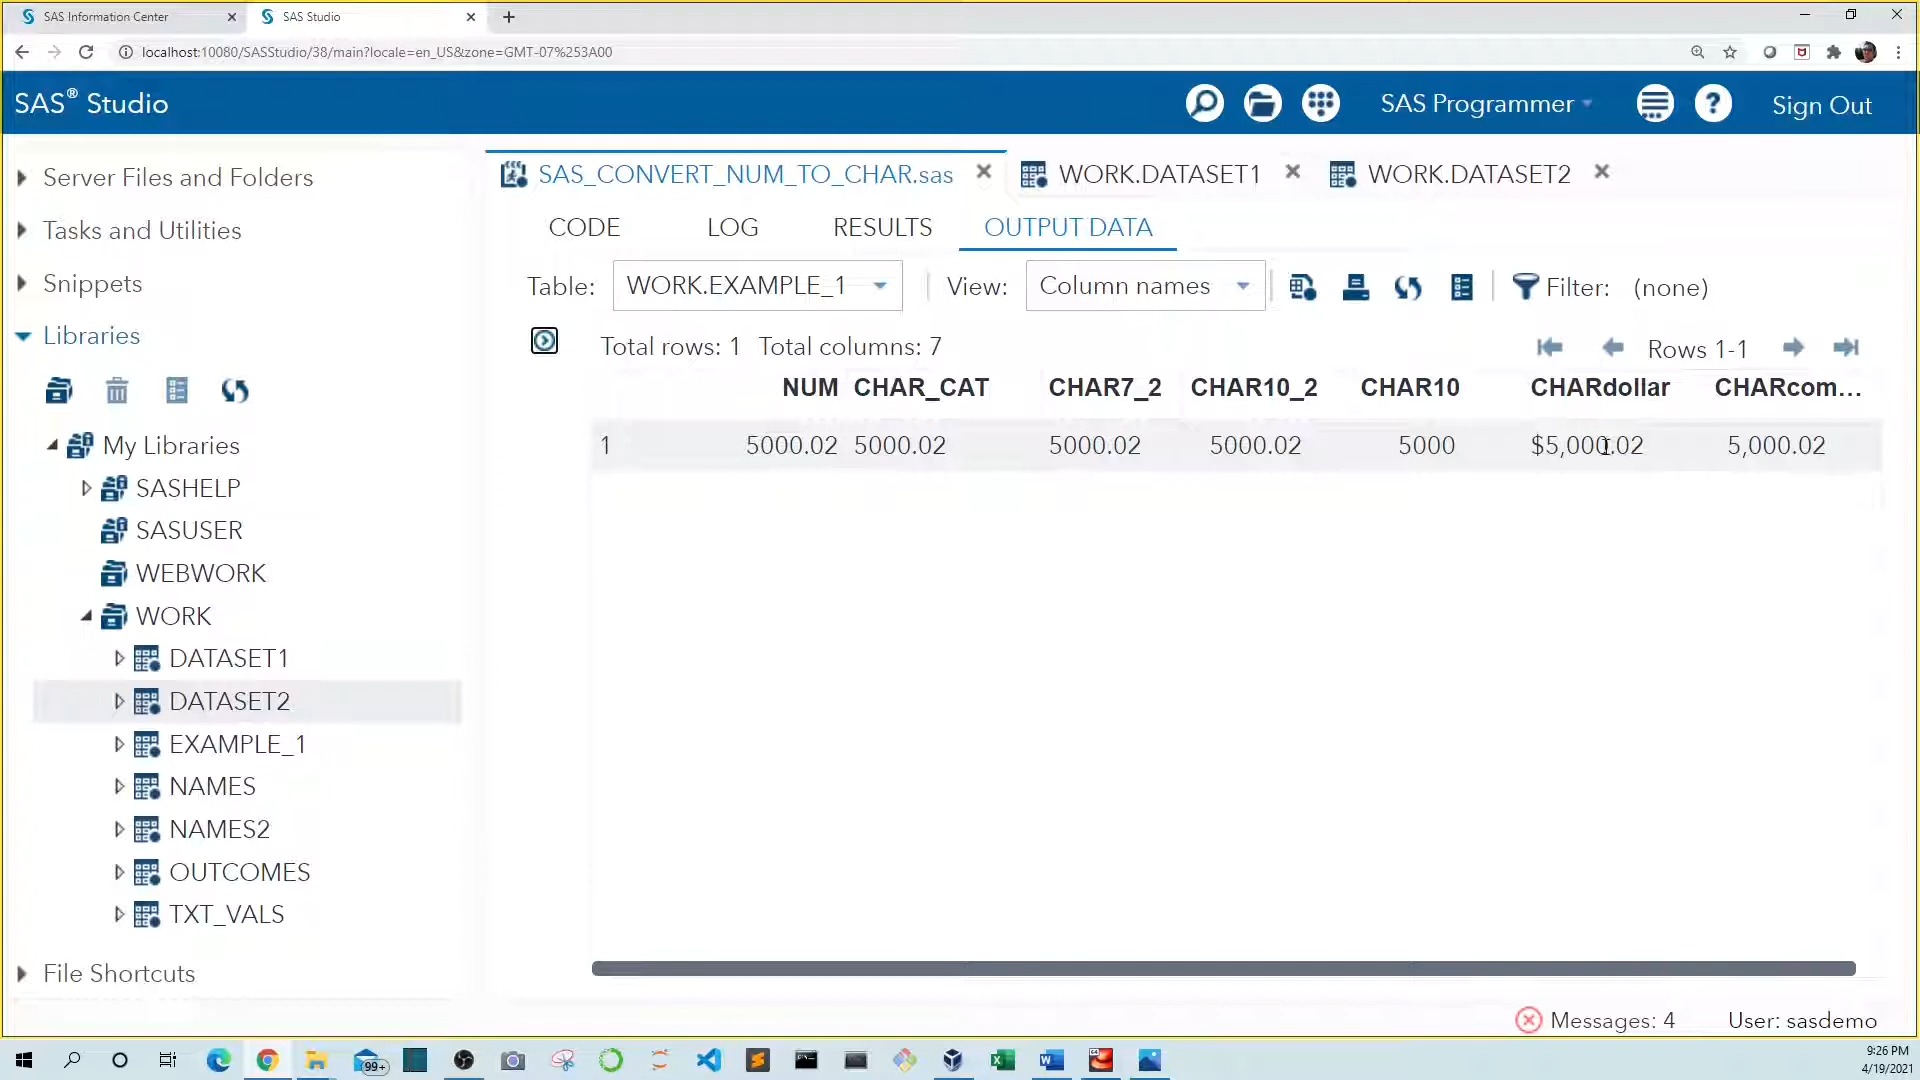 SAS Information Center
SAS Studio
localhost:10080/SASStudio/38/main?locale=en_US&zone=GMT-07%253A00
SAS® Studio
SAS Programmer
Sign Out
Server Files and Folders
Tasks and Utilities
Snippets
Libraries
My Libraries
SASHELP
SASUSER
WEBWORK
WORK
DATASET1
DATASET2
EXAMPLE_1
NAMES
NAMES2
OUTCOMES
TXT_VALS
File Shortcuts
SAS_CONVERT_NUM_TO_CHAR.sas
WORK.DATASET1
WORK.DATASET2
CODE LOG RESULTS OUTPUT DATA
Table: WORK.EXAMPLE_1 View: Column names Filter: (none)
Total rows: 1 Total columns: 7 Rows 1-1
NUM CHAR_CAT CHAR7_2 CHAR10_2 CHAR10 CHARdollar CHARcom...
1 5000.02 5000.02 5000.02 5000.02 5000 $5,000.02 5,000.02
Messages: 4 User: sasdemo
99+
9:26 PM
4/19/2021